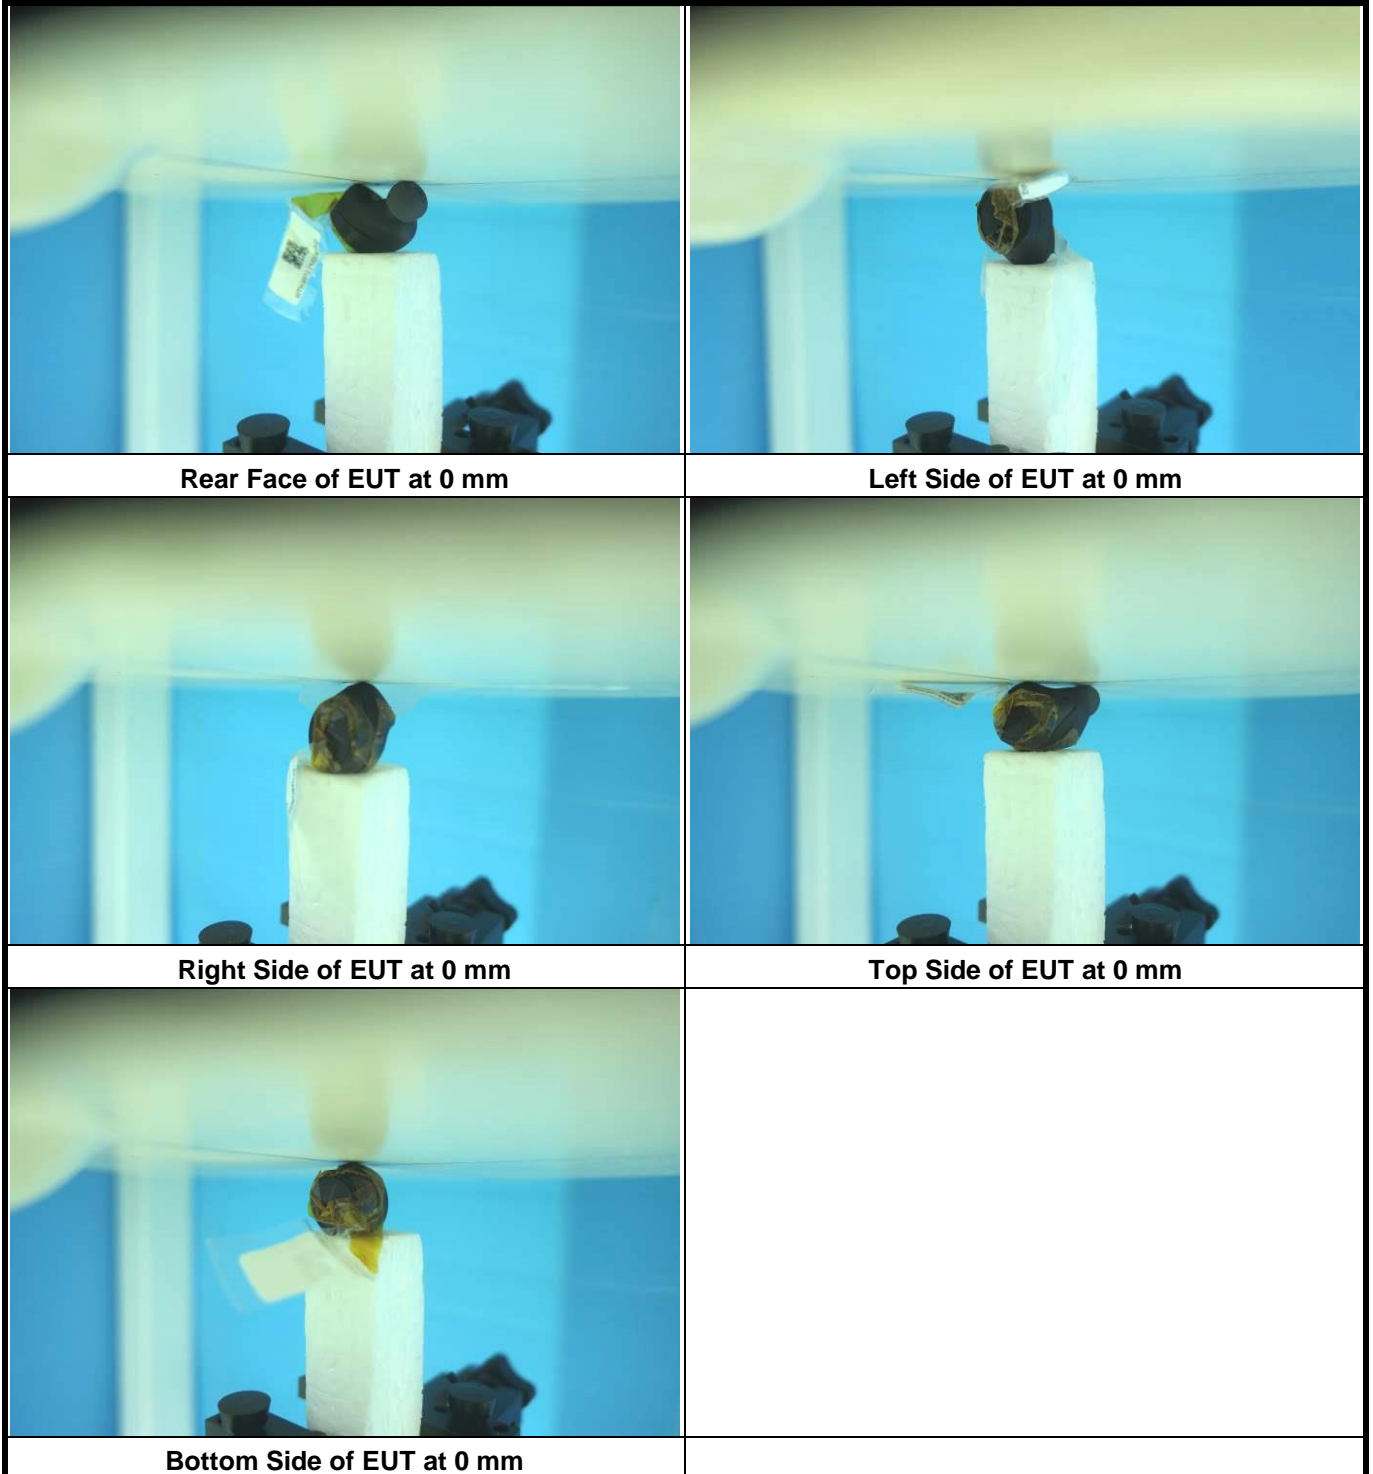 Rear Face of EUT at 0 mm
Left Side of EUT at 0 mm
Right Side of EUT at 0 mm
Top Side of EUT at 0 mm
Bottom Side of EUT at 0 mm